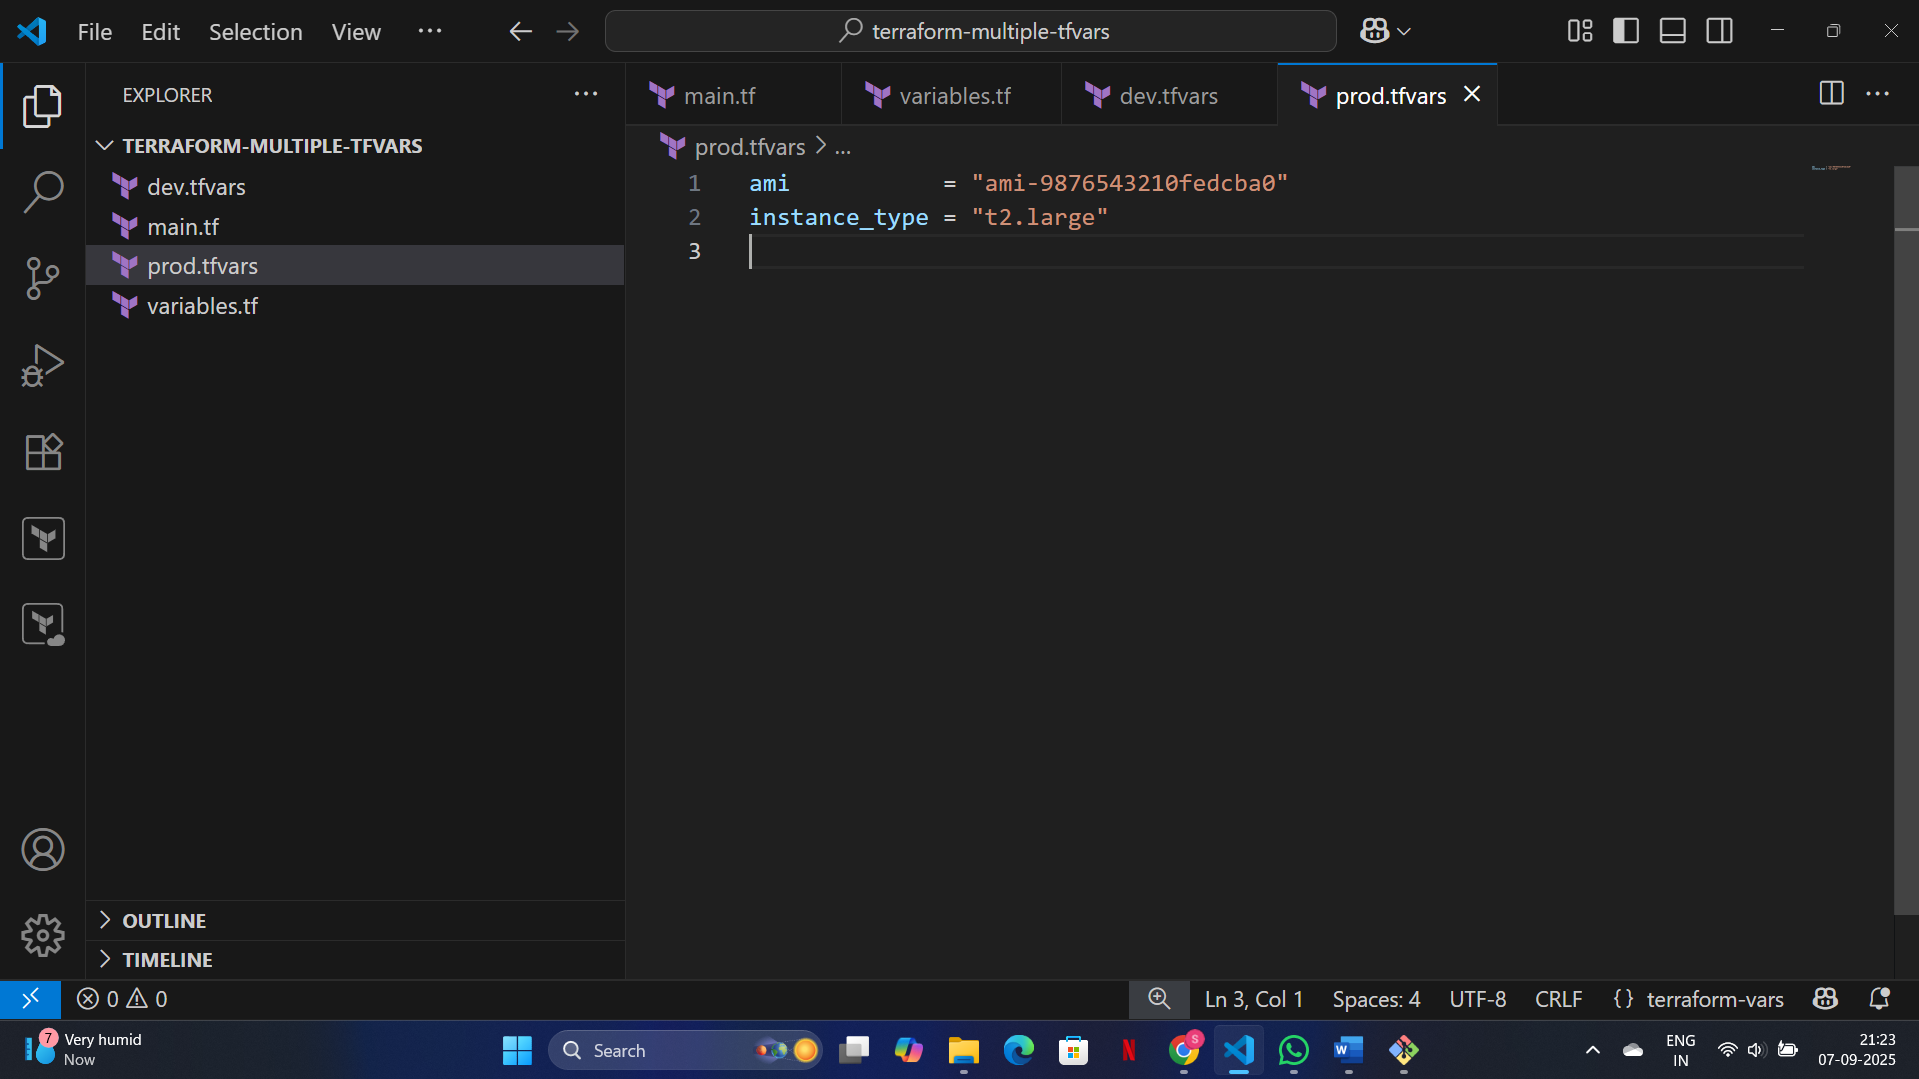 File Edit Selection View ...
terraform-multiple-tfvars
EXPLORER
TERRAFORM-MULTIPLE-TFVARS
dev.tfvars
main.tf
prod.tfvars
variables.tf
OUTLINE
TIMELINE
main.tf variables.tf dev.tfvars prod.tfvars
prod.tfvars > ...
1 ami = "ami-9876543210fedcba0"
2 instance_type = "t2.large"
3
0 0
Ln 3, Col 1 Spaces: 4 UTF-8 CRLF {} terraform-vars
7 Very humid
Now
Search
S
ENG
IN
21:23
07-09-2025